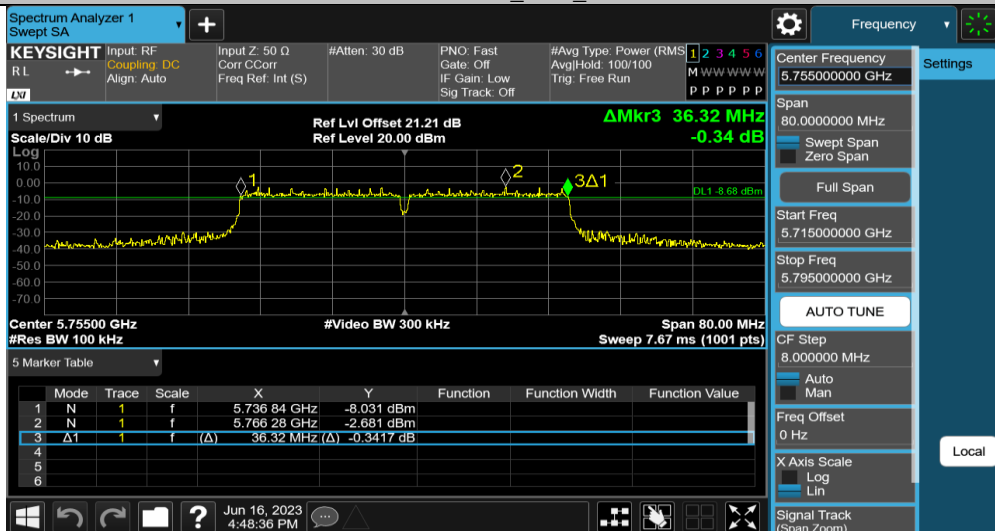 Spectrum Analyzer 1
Swept SA
+
Frequency
KEYSIGHT
R L
LXI
Input: RF
Coupling: DC
Align: Auto
Input Z: 50 Ω
Corr CCorr
Freq Ref: Int (S)
#Atten: 30 dB
PNO: Fast
Gate: Off
IF Gain: Low
Sig Track: Off
#Avg Type: Power (RMS
Avg|Hold: 100/100
Trig: Free Run
1 2 3 4 5 6
M W W W W W
P P P P P P
1 Spectrum
Scale/Div 10 dB
Ref Lvl Offset 21.21 dB
Ref Level 20.00 dBm
ΔMkr3 36.32 MHz
-0.34 dB
Log
10.0
0.00
-10.0
-20.0
-30.0
-40.0
-50.0
-60.0
-70.0
1
2
3Δ1
DL1 -8.68 dBm
Center 5.75500 GHz
#Res BW 100 kHz
#Video BW 300 kHz
Span 80.00 MHz
Sweep 7.67 ms (1001 pts)
5 Marker Table
Mode Trace Scale X Y Function Function Width Function Value
1 N 1 f 5.736 84 GHz -8.031 dBm
2 N 1 f 5.766 28 GHz -2.681 dBm
3 Δ1 1 f (Δ) 36.32 MHz (Δ) -0.3417 dB
4
5
6
?
Jun 16, 2023
4:48:36 PM
Center Frequency
5.755000000 GHz
Span
80.0000000 MHz
Swept Span
Zero Span
Full Span
Start Freq
5.715000000 GHz
Stop Freq
5.795000000 GHz
AUTO TUNE
CF Step
8.000000 MHz
Auto
Man
Freq Offset
0 Hz
X Axis Scale
Log
Lin
Signal Track
(Span Zoom)
Settings
Local